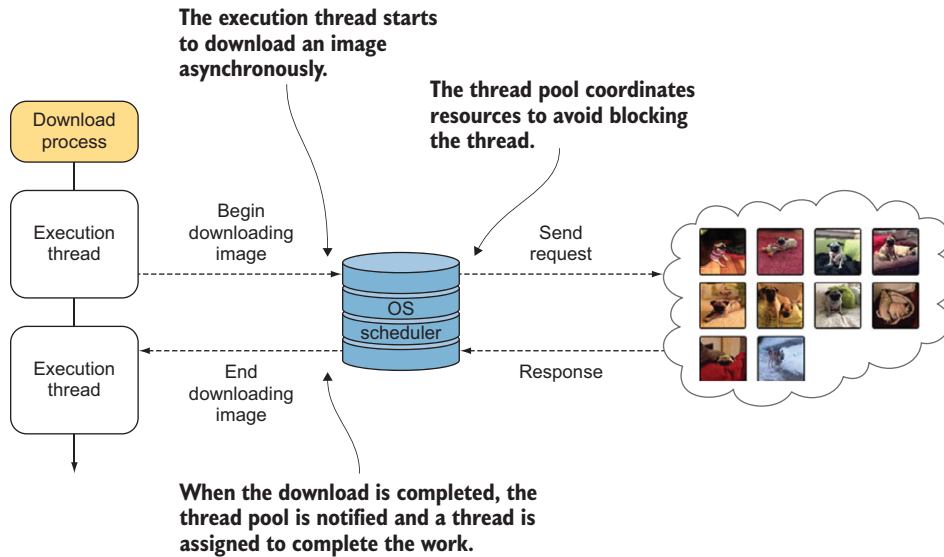 The execution thread starts
to download an image
asynchronously.
The thread pool coordinates
resources to avoid blocking
the thread.
Download
process
Execution
thread
Begin
downloading
image
Send
request
OS
scheduler
Execution
thread
End
downloading
image
Response
When the download is completed, the
thread pool is notified and a thread is
assigned to complete the work.